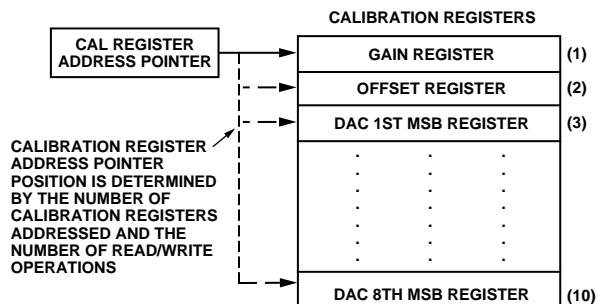 CALIBRATION REGISTERS
CAL REGISTER
ADDRESS POINTER
GAIN REGISTER
(1)
OFFSET REGISTER
(2)
DAC 1ST MSB REGISTER
(3)
CALIBRATION REGISTER
ADDRESS POINTER
POSITION IS DETERMINED
BY THE NUMBER OF
CALIBRATION REGISTERS
ADDRESSED AND THE
NUMBER OF READ/WRITE
OPERATIONS
DAC 8TH MSB REGISTER
(10)